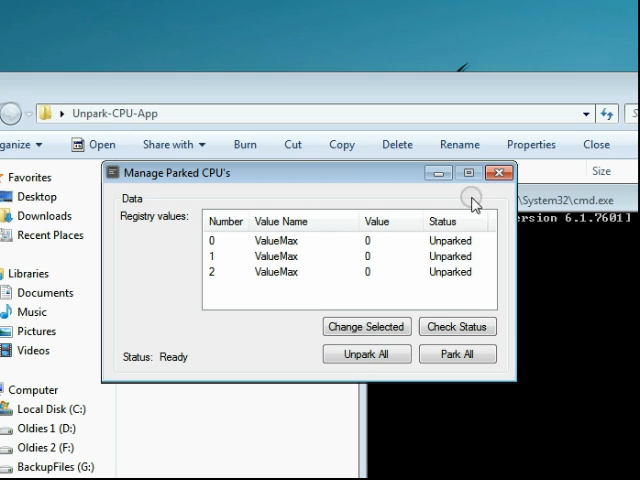 Unpark-CPU-App
ganize Open Share with Burn Cut Copy Delete Rename Properties Close
Favorites
Desktop
Downloads
Recent Places
Libraries
Documents
Music
Pictures
Videos
Computer
Local Disk (C:)
Oldies 1 (D:)
Oldies 2 (F:)
BackupFiles (G:)
Size
Manage Parked CPU's
Data
Registry values:
Number Value Name Value Status
0 ValueMax 0 Unparked
1 ValueMax 0 Unparked
2 ValueMax 0 Unparked
Change Selected Check Status
Status: Ready Unpark All Park All
\System32\cmd.exe
ersion 6.1.7601]